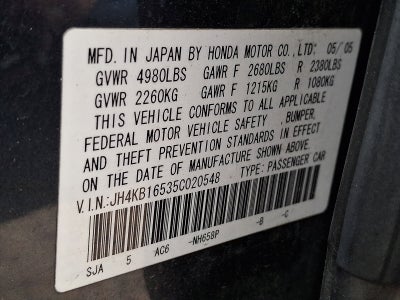 MFD. IN JAPAN BY HONDA MOTOR CO., LTD. 05/05
GVWR 4980LBS GAWR F 2680LBS R 2380LBS
GVWR 2260KG GAWR F 1215KG R 1080KG
THIS VEHICLE CONFORMS TO ALL APPLICABLE
FEDERAL MOTOR VEHICLE SAFETY , BUMPER,
AND THEFT PREVENTION STANDARDS IN EFFECT
ON THE DATE OF MANUFACTURE SHOWN ABOVE.
V.I.N.: JH4KB16535C020548 TYPE: PASSENGER CAR
SJA 5 AC6 -NH658P -B -C